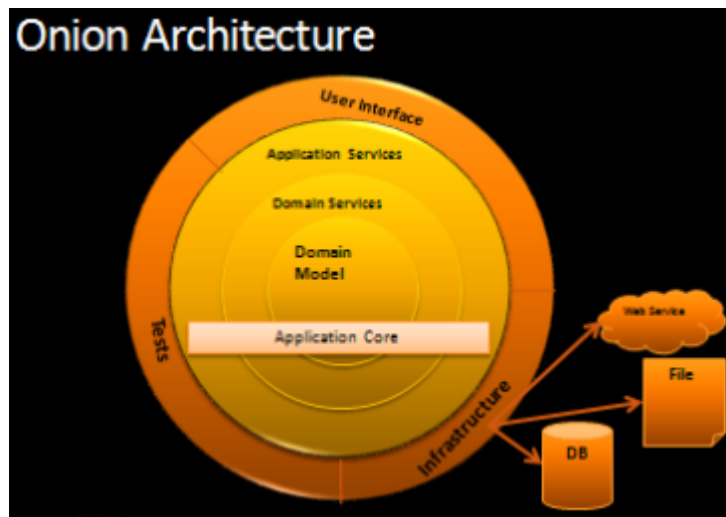 Onion Architecture
User Interface
Application Services
Domain Services
Domain
Model
Application Core
Tests
Infrastructure
Web Service
File
DB